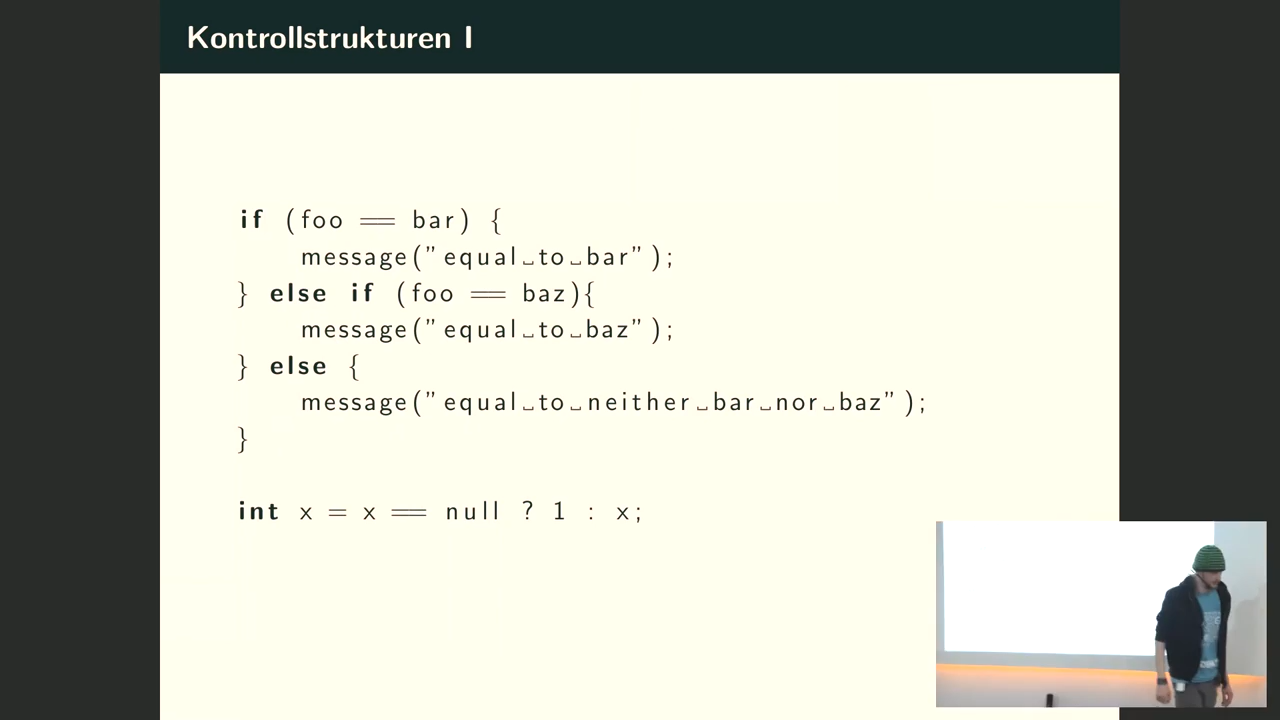 Kontrollstrukturen I
if (foo == bar) {
message("equal␣to␣bar");
} else if (foo == baz){
message("equal␣to␣baz");
} else {
message("equal␣to␣neither␣bar␣nor␣baz");
}
int x = x == null ? 1 : x;